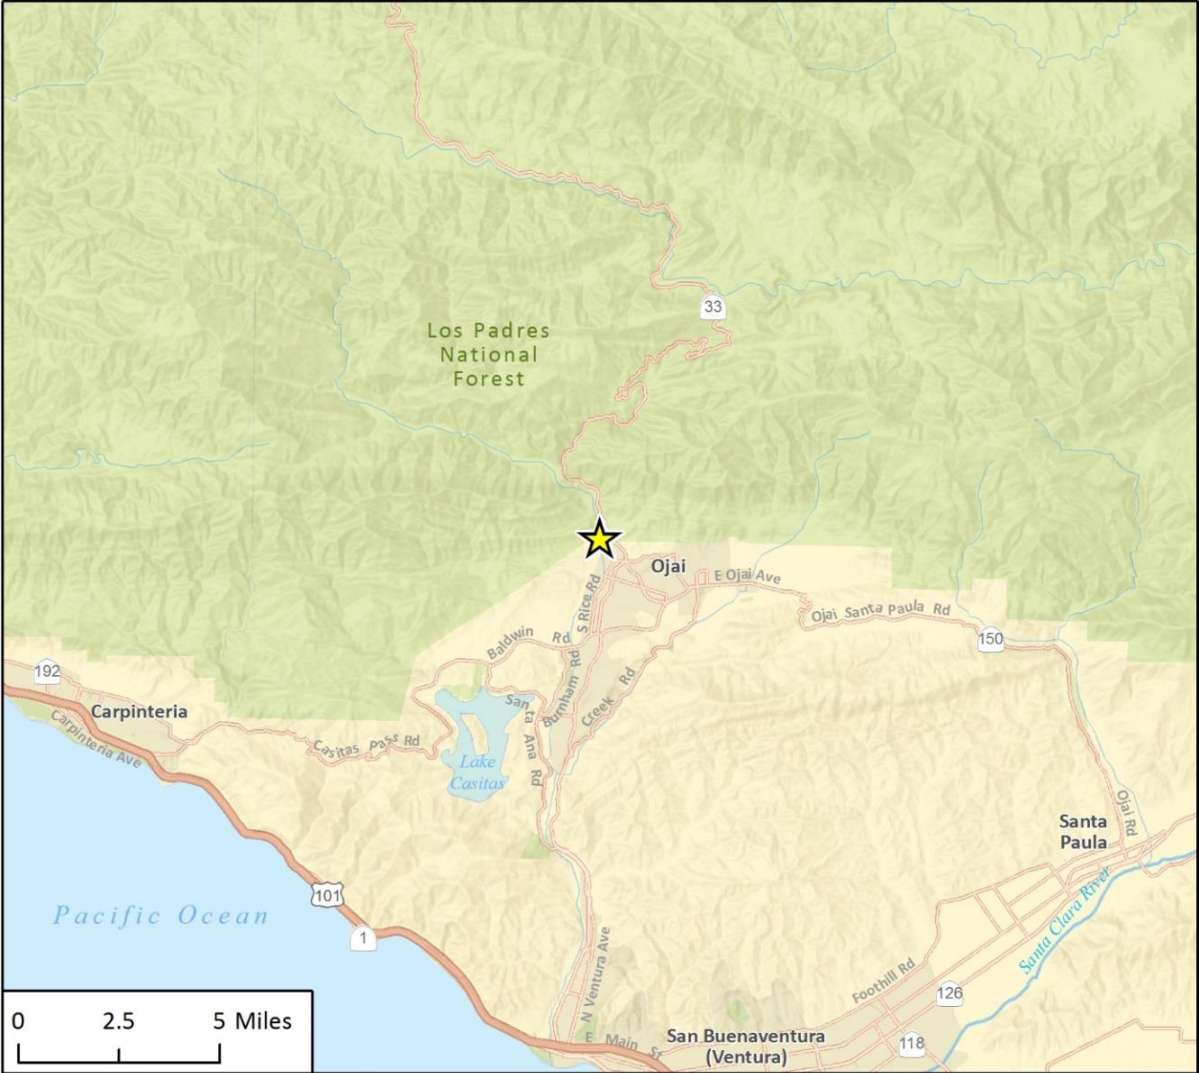 33
Los Padres
National
Forest
Ojai
E Ojai Ave
Ojai Santa Paula Rd
150
S Rice Rd
Baldwin Rd
Burnham Rd
Creek Rd
Santa Ana Rd
192
Carpinteria
Carpinteria Ave
Casitas Pass Rd
Lake
Casitas
Ojai Rd
Santa
Paula
Santa Clara River
101
Pacific Ocean
1
N Ventura Ave
Foothill Rd
126
0 2.5 5 Miles
E Main St
San Buenaventura
(Ventura)
118